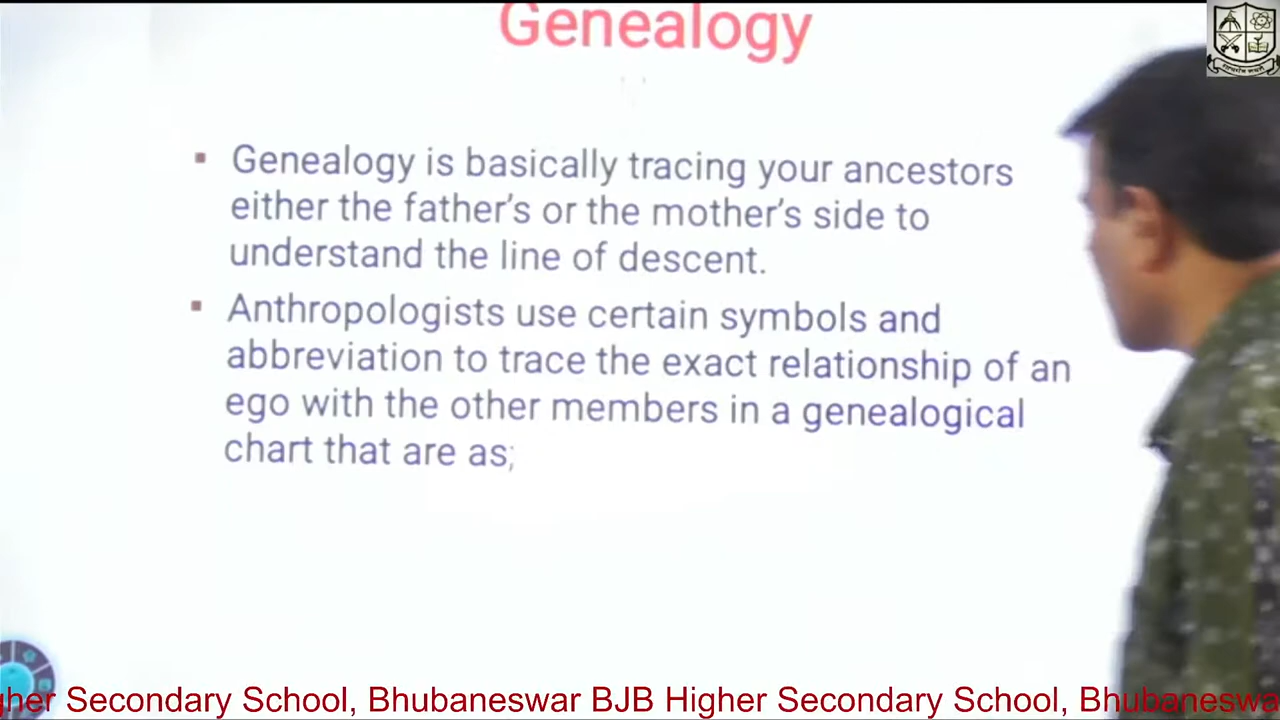 Genealogy
▪ Genealogy is basically tracing your ancestors
either the father's or the mother's side to
understand the line of descent.
▪ Anthropologists use certain symbols and
abbreviation to trace the exact relationship of an
ego with the other members in a genealogical
chart that are as;
gher Secondary School, Bhubaneswar BJB Higher Secondary School, Bhubaneswa